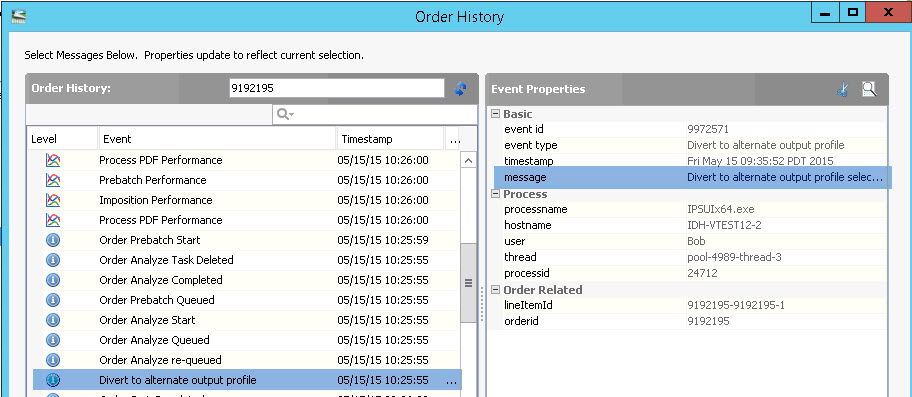 Order History
Select Messages Below. Properties update to reflect current selection.
Order History: 9192195
Level Event Timestamp ...
Process PDF Performance 05/15/15 10:26:00
Prebatch Performance 05/15/15 10:26:00
Imposition Performance 05/15/15 10:26:00
Process PDF Performance 05/15/15 10:26:00
Order Prebatch Start 05/15/15 10:25:59
Order Analyze Task Deleted 05/15/15 10:25:55
Order Analyze Completed 05/15/15 10:25:55
Order Prebatch Queued 05/15/15 10:25:55
Order Analyze Start 05/15/15 10:25:55
Order Analyze Queued 05/15/15 10:25:55
Order Analyze re-queued 05/15/15 10:25:55
Divert to alternate output profile 05/15/15 10:25:55 ...
Event Properties
Basic
event id 9972571
event type Divert to alternate output profile
timestamp Fri May 15 09:35:52 PDT 2015
message Divert to alternate output profile selec...
Process
processname IPSUIx64.exe
hostname IDH-VTEST12-2
user Bob
thread pool-4989-thread-3
processid 24712
Order Related
lineItemId 9192195-9192195-1
orderid 9192195